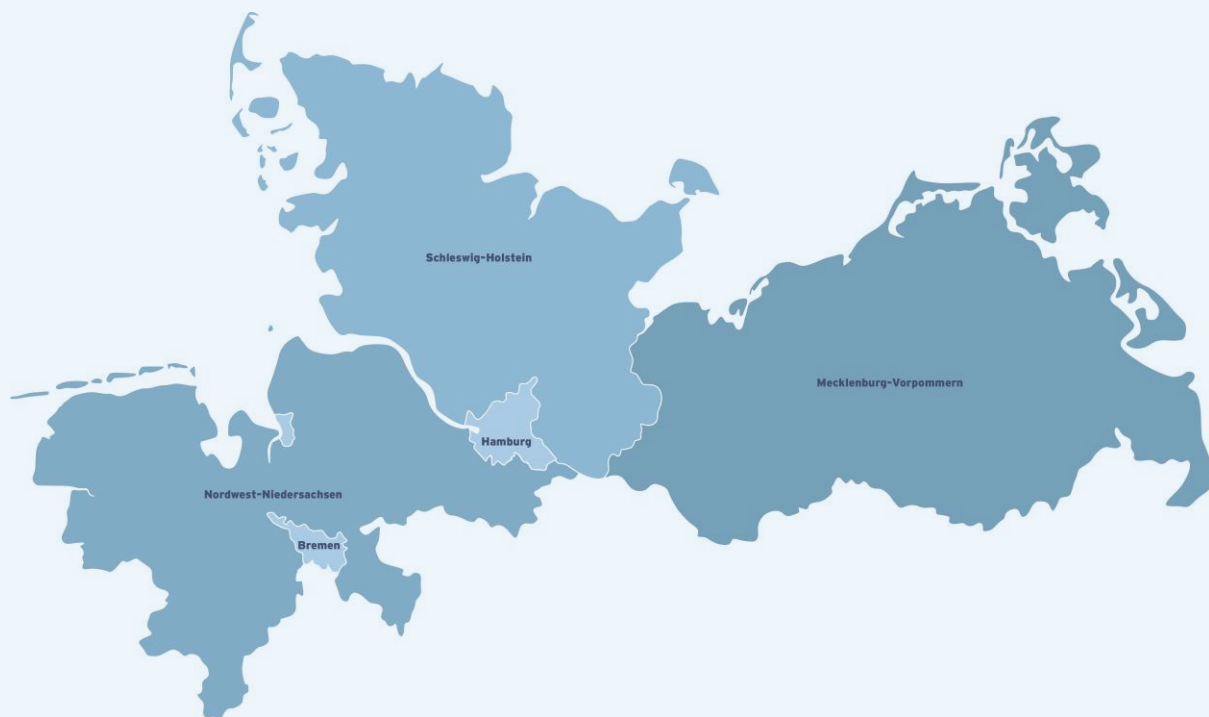 Schleswig-Holstein
Mecklenburg-Vorpommern
Hamburg
Nordwest-Niedersachsen
Bremen